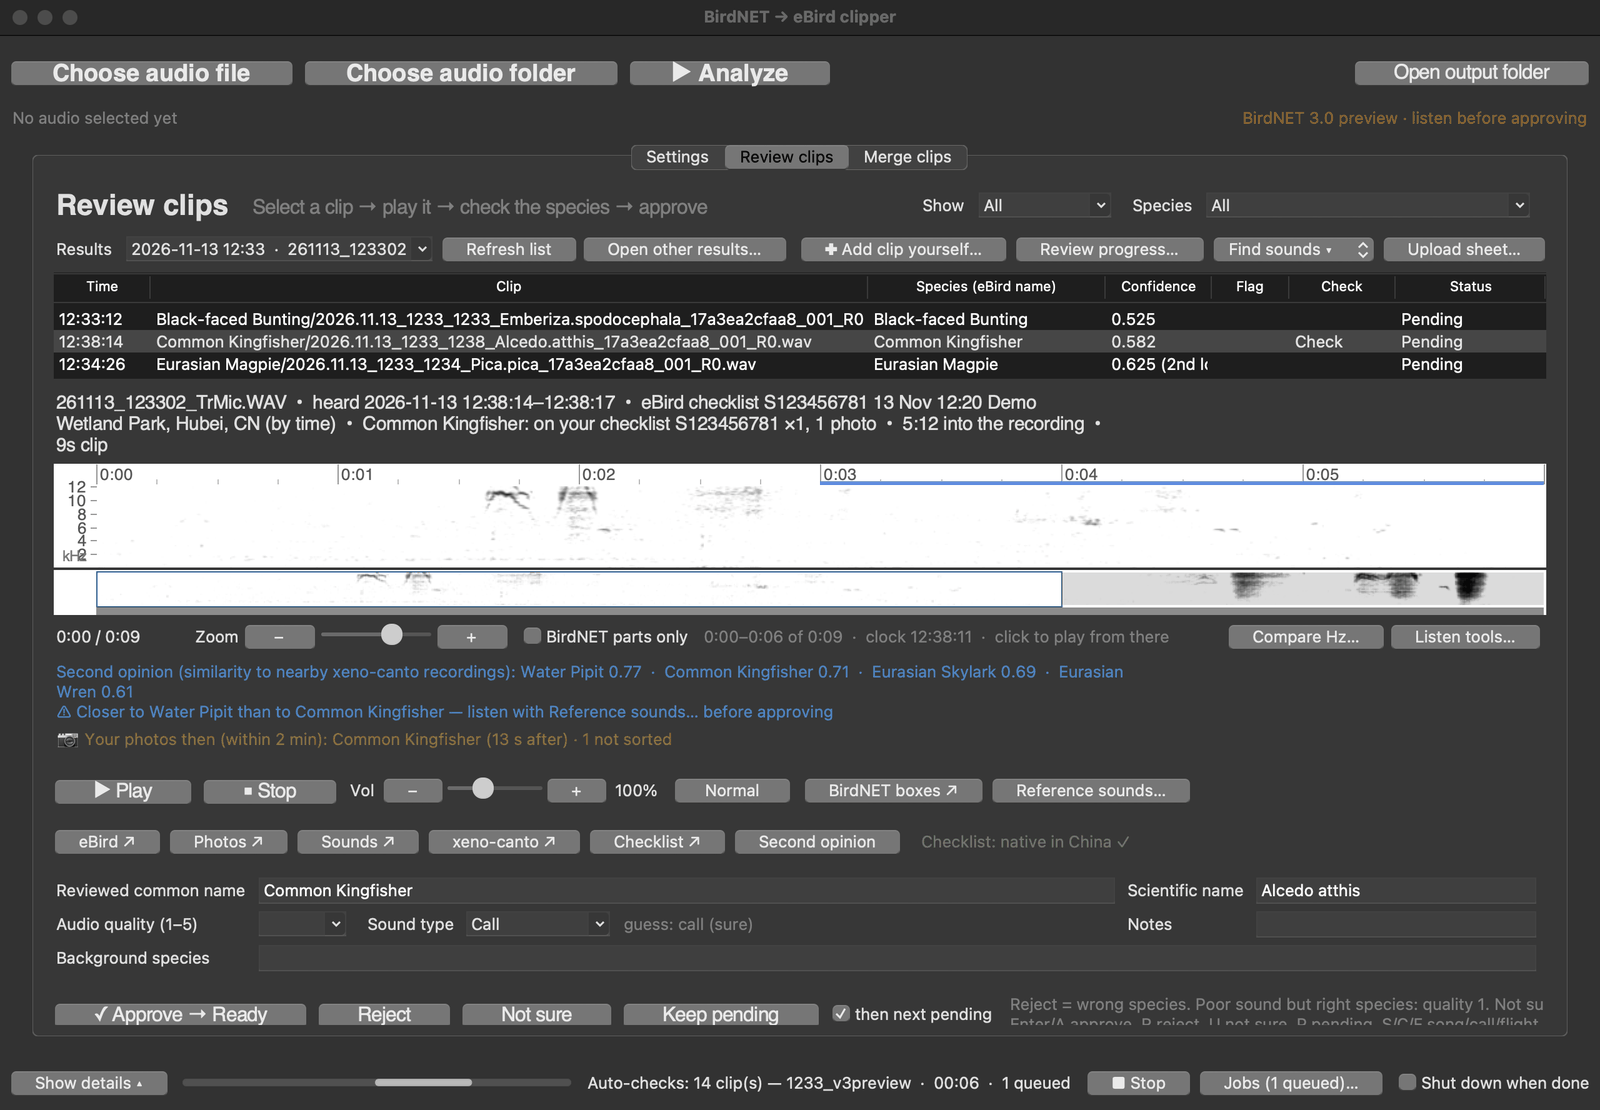 BirdNET → eBird clipper
Choose audio file
Choose audio folder
▶ Analyze
Open output folder
No audio selected yet
BirdNET 3.0 preview · listen before approving
Settings
Review clips
Merge clips
Review clips
Select a clip → play it → check the species → approve
Show
All
Species
All
Results
2026-11-13 12:33 · 261113_123302
Refresh list
Open other results...
✚ Add clip yourself...
Review progress...
Find sounds ▾
Upload sheet...
Time Clip Species (eBird name) Confidence Flag Check Status
12:33:12 Black-faced Bunting/2026.11.13_1233_1233_Emberiza.spodocephala_17a3ea2cfaa8_001_R0 Black-faced Bunting 0.525 Pending
12:38:14 Common Kingfisher/2026.11.13_1233_1238_Alcedo.atthis_17a3ea2cfaa8_001_R0.wav Common Kingfisher 0.582 Check Pending
12:34:26 Eurasian Magpie/2026.11.13_1233_1234_Pica.pica_17a3ea2cfaa8_001_R0.wav Eurasian Magpie 0.625 (2nd Pending
261113_123302_TrMic.WAV • heard 2026-11-13 12:38:14–12:38:17 • eBird checklist S123456781 13 Nov 12:20 Demo
Wetland Park, Hubei, CN (by time) • Common Kingfisher: on your checklist S123456781 ×1, 1 photo • 5:12 into the recording •
9s clip
0:00 0:01 0:02 0:03 0:04 0:05
12
10
8
6
4
2
kHz
0:00 / 0:09
Zoom
−
+
BirdNET parts only
0:00–0:06 of 0:09 · clock 12:38:11 · click to play from there
Compare Hz...
Listen tools...
Second opinion (similarity to nearby xeno-canto recordings): Water Pipit 0.77 · Common Kingfisher 0.71 · Eurasian Skylark 0.69 · Eurasian
Wren 0.61
⚠ Closer to Water Pipit than to Common Kingfisher — listen with Reference sounds... before approving
📷 Your photos then (within 2 min): Common Kingfisher (13 s after) · 1 not sorted
▶ Play
■ Stop
Vol
−
+
100%
Normal
BirdNET boxes ↗
Reference sounds...
eBird ↗
Photos ↗
Sounds ↗
xeno-canto ↗
Checklist ↗
Second opinion
Checklist: native in China ✓
Reviewed common name
Common Kingfisher
Scientific name
Alcedo atthis
Audio quality (1–5)
Sound type
Call
guess: call (sure)
Notes
Background species
✓ Approve → Ready
Reject
Not sure
Keep pending
then next pending
Reject = wrong species. Poor sound but right species: quality 1. Not su
Enter/A approve, R reject, U not sure, P pending, S/C/F song/call/flight
Show details ▴
Auto-checks: 14 clip(s) — 1233_v3preview · 00:06 · 1 queued
■ Stop
Jobs (1 queued)...
Shut down when done